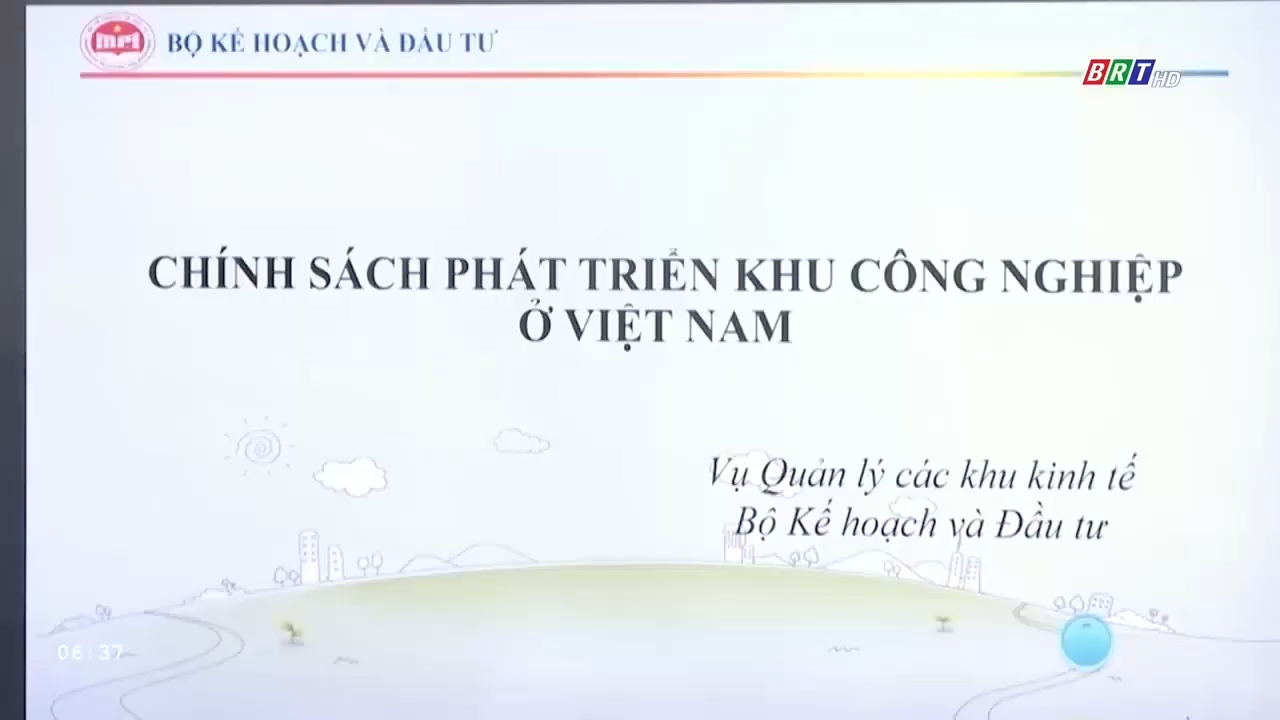 BỘ KẾ HOẠCH VÀ ĐẦU TƯ
MPI
BRT HD
CHÍNH SÁCH PHÁT TRIỂN KHU CÔNG NGHIỆP
Ở VIỆT NAM
Vụ Quản lý các khu kinh tế
Bộ Kế hoạch và Đầu tư
06:37